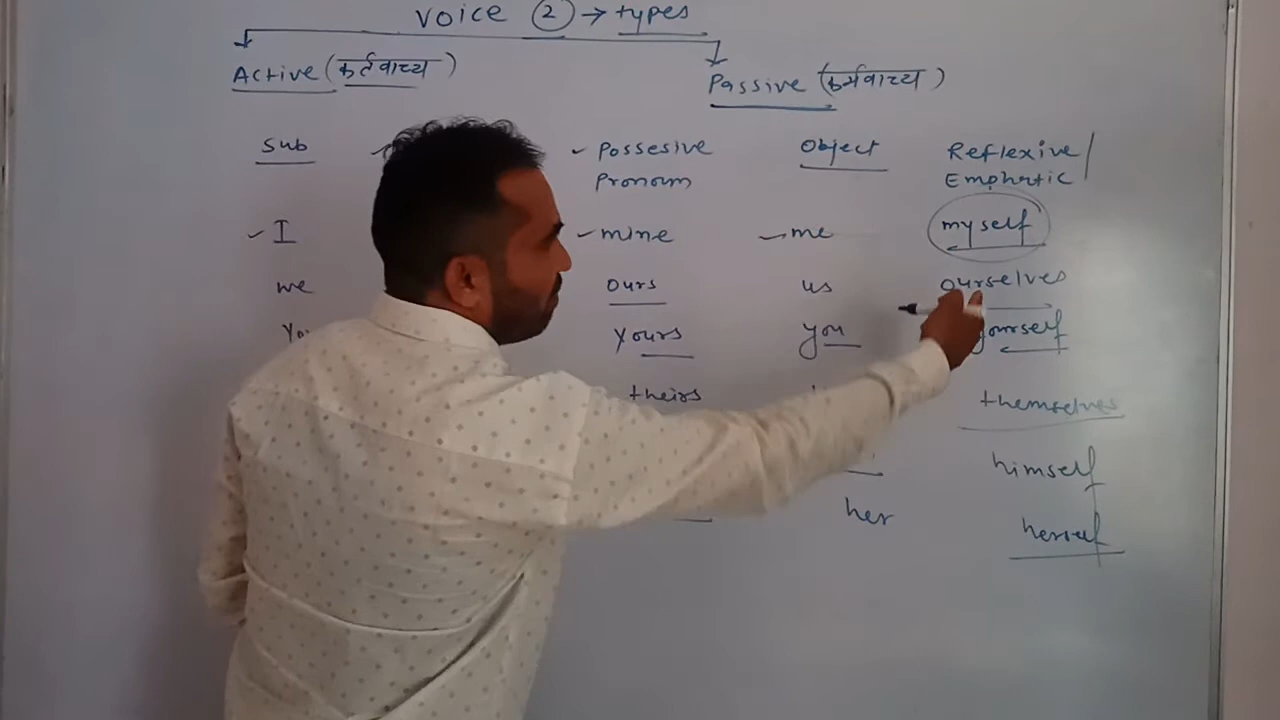 voice ② → types
Active (कर्तवाच्य) Passive (कर्मवाच्य)
Sub Possesive Pronoun Object Reflexive/ Emphatic
I mine me myself
we ours us ourselves
yours you yourself
theirs themselves
himself
her herself